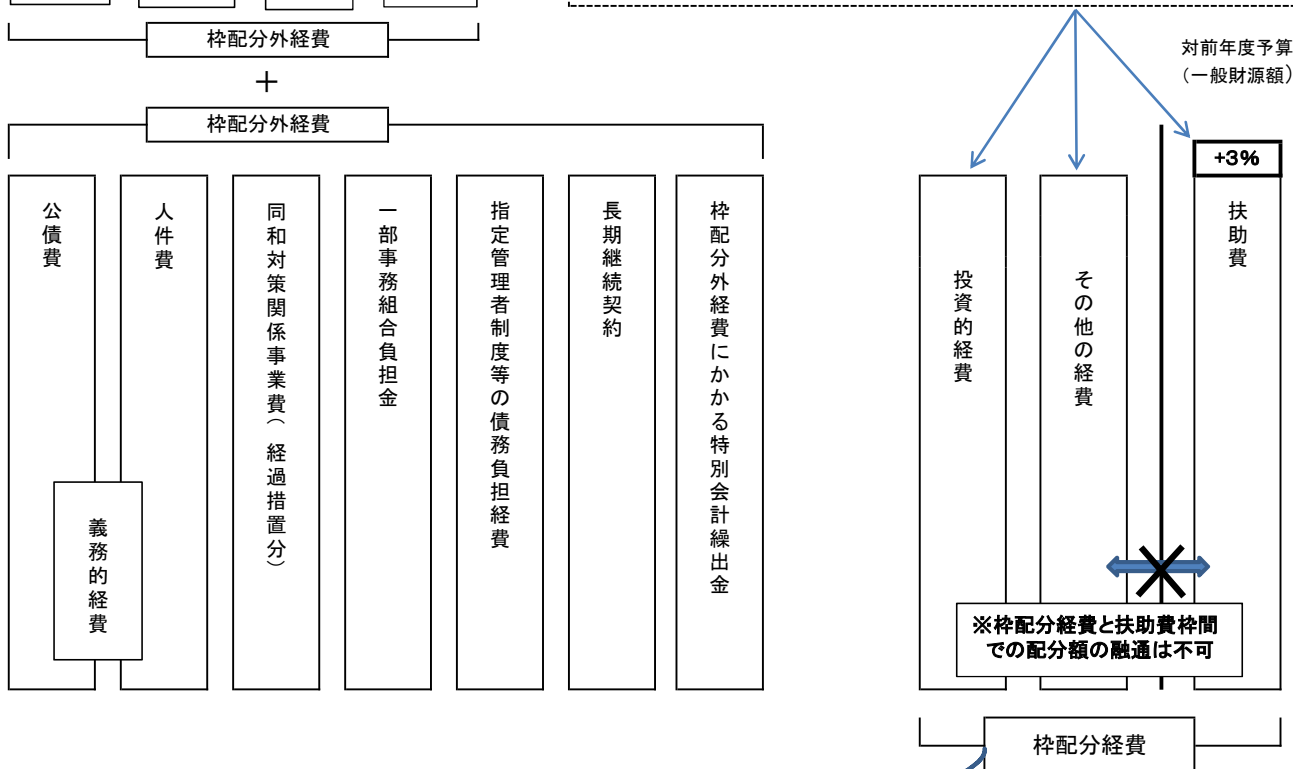 枠配分外経費
+
枠配分外経費
対前年度予算
（一般財源額）
+3%
公債費
人件費
同和対策関係事業費（経過措置分）
一部事務組合負担金
指定管理者制度等の債務負担経費
長期継続契約
枠配分外経費にかかる特別会計繰出金
投資的経費
その他の経費
扶助費
義務的経費
※枠配分経費と扶助費枠間
での配分額の融通は不可
枠配分経費